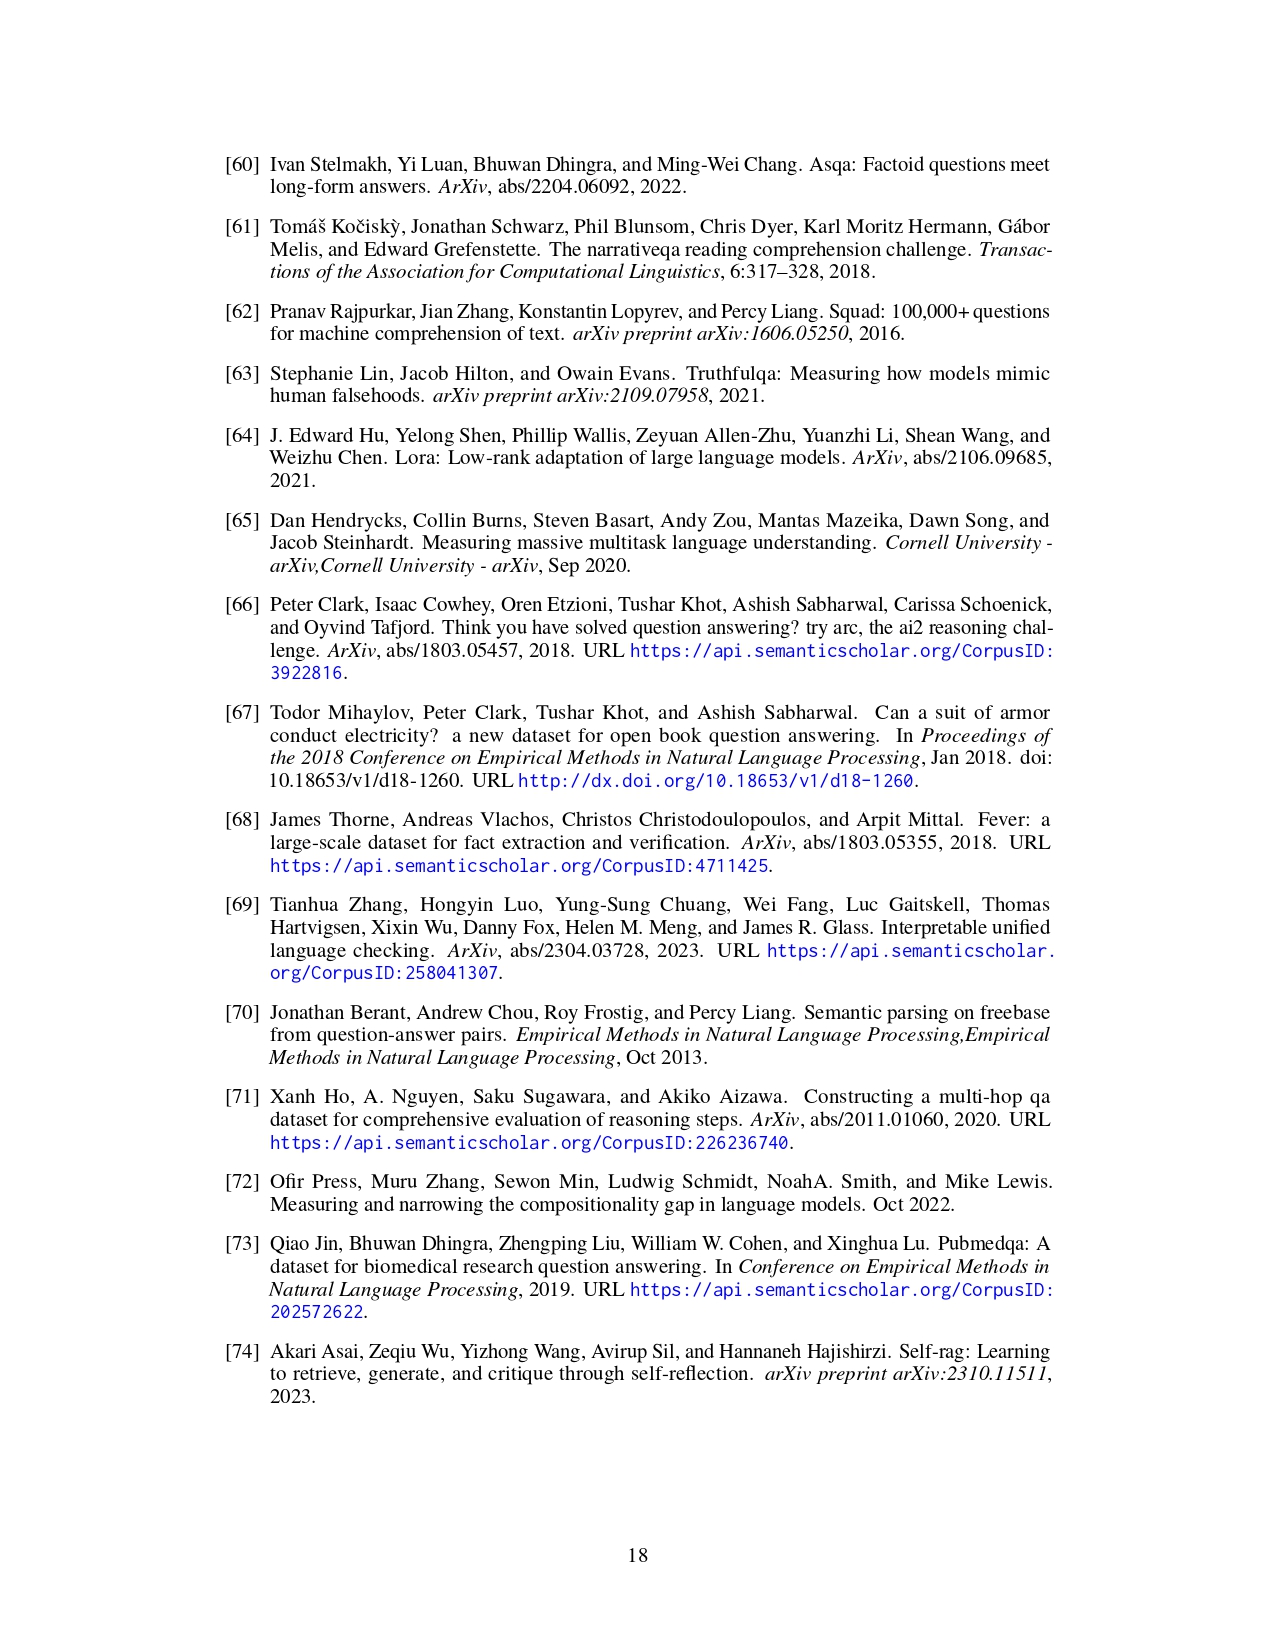 [60] Ivan Stelmakh, Yi Luan, Bhuwan Dhingra, and Ming-Wei Chang. Asqa: Factoid questions meet
long-form answers. ArXiv, abs/2204.06092, 2022.
[61] Tomáš Kočiskỳ, Jonathan Schwarz, Phil Blunsom, Chris Dyer, Karl Moritz Hermann, Gábor
Melis, and Edward Grefenstette. The narrativeqa reading comprehension challenge. Transac-
tions of the Association for Computational Linguistics, 6:317–328, 2018.
[62] Pranav Rajpurkar, Jian Zhang, Konstantin Lopyrev, and Percy Liang. Squad: 100,000+ questions
for machine comprehension of text. arXiv preprint arXiv:1606.05250, 2016.
[63] Stephanie Lin, Jacob Hilton, and Owain Evans. Truthfulqa: Measuring how models mimic
human falsehoods. arXiv preprint arXiv:2109.07958, 2021.
[64] J. Edward Hu, Yelong Shen, Phillip Wallis, Zeyuan Allen-Zhu, Yuanzhi Li, Shean Wang, and
Weizhu Chen. Lora: Low-rank adaptation of large language models. ArXiv, abs/2106.09685,
2021.
[65] Dan Hendrycks, Collin Burns, Steven Basart, Andy Zou, Mantas Mazeika, Dawn Song, and
Jacob Steinhardt. Measuring massive multitask language understanding. Cornell University -
arXiv,Cornell University - arXiv, Sep 2020.
[66] Peter Clark, Isaac Cowhey, Oren Etzioni, Tushar Khot, Ashish Sabharwal, Carissa Schoenick,
and Oyvind Tafjord. Think you have solved question answering? try arc, the ai2 reasoning chal-
lenge. ArXiv, abs/1803.05457, 2018. URL https://api.semanticscholar.org/CorpusID:
3922816.
[67] Todor Mihaylov, Peter Clark, Tushar Khot, and Ashish Sabharwal. Can a suit of armor
conduct electricity? a new dataset for open book question answering. In Proceedings of
the 2018 Conference on Empirical Methods in Natural Language Processing, Jan 2018. doi:
10.18653/v1/d18-1260. URL http://dx.doi.org/10.18653/v1/d18-1260.
[68] James Thorne, Andreas Vlachos, Christos Christodoulopoulos, and Arpit Mittal. Fever: a
large-scale dataset for fact extraction and verification. ArXiv, abs/1803.05355, 2018. URL
https://api.semanticscholar.org/CorpusID:4711425.
[69] Tianhua Zhang, Hongyin Luo, Yung-Sung Chuang, Wei Fang, Luc Gaitskell, Thomas
Hartvigsen, Xixin Wu, Danny Fox, Helen M. Meng, and James R. Glass. Interpretable unified
language checking. ArXiv, abs/2304.03728, 2023. URL https://api.semanticscholar.
org/CorpusID:258041307.
[70] Jonathan Berant, Andrew Chou, Roy Frostig, and Percy Liang. Semantic parsing on freebase
from question-answer pairs. Empirical Methods in Natural Language Processing,Empirical
Methods in Natural Language Processing, Oct 2013.
[71] Xanh Ho, A. Nguyen, Saku Sugawara, and Akiko Aizawa. Constructing a multi-hop qa
dataset for comprehensive evaluation of reasoning steps. ArXiv, abs/2011.01060, 2020. URL
https://api.semanticscholar.org/CorpusID:226236740.
[72] Ofir Press, Muru Zhang, Sewon Min, Ludwig Schmidt, NoahA. Smith, and Mike Lewis.
Measuring and narrowing the compositionality gap in language models. Oct 2022.
[73] Qiao Jin, Bhuwan Dhingra, Zhengping Liu, William W. Cohen, and Xinghua Lu. Pubmedqa: A
dataset for biomedical research question answering. In Conference on Empirical Methods in
Natural Language Processing, 2019. URL https://api.semanticscholar.org/CorpusID:
202572622.
[74] Akari Asai, Zeqiu Wu, Yizhong Wang, Avirup Sil, and Hannaneh Hajishirzi. Self-rag: Learning
to retrieve, generate, and critique through self-reflection. arXiv preprint arXiv:2310.11511,
2023.
18